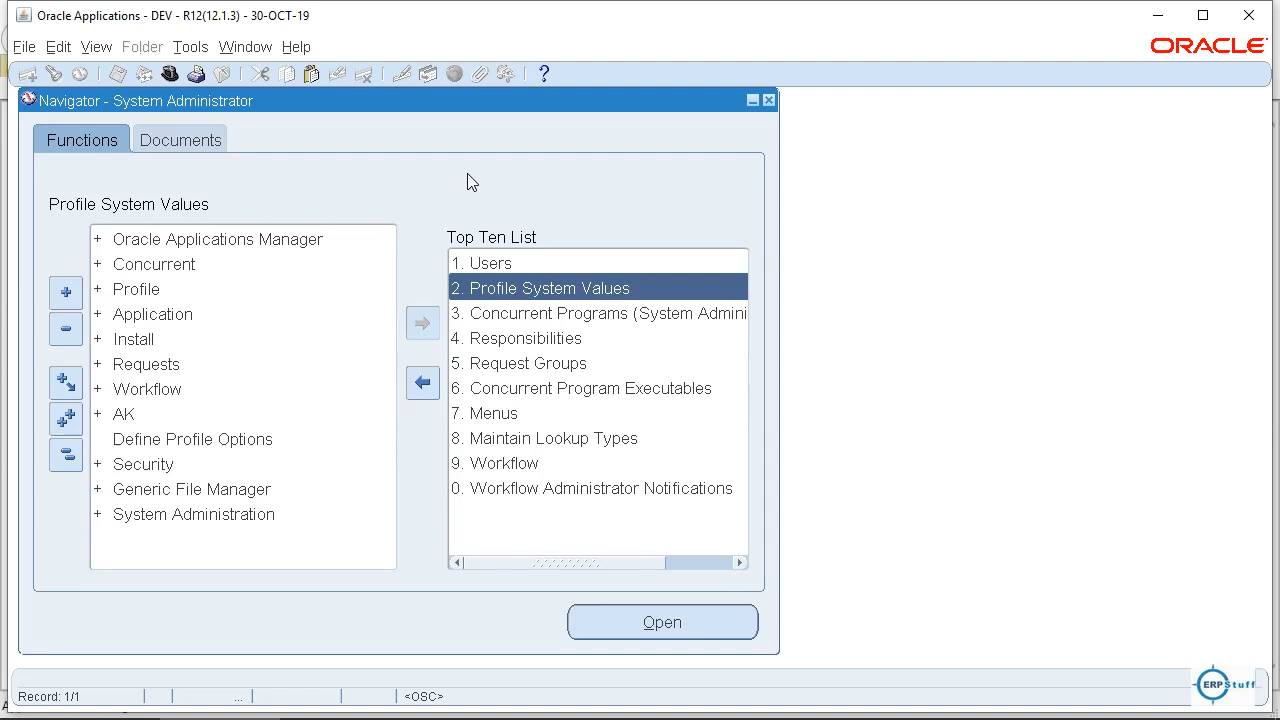 Oracle Applications - DEV - R12(12.1.3) - 30-OCT-19
File Edit View Folder Tools Window Help
ORACLE
Navigator - System Administrator
Functions
Documents
Profile System Values
+ Oracle Applications Manager
+ Concurrent
+ Profile
+ Application
+ Install
+ Requests
+ Workflow
+ AK
Define Profile Options
+ Security
+ Generic File Manager
+ System Administration
Top Ten List
1. Users
2. Profile System Values
3. Concurrent Programs (System Admini
4. Responsibilities
5. Request Groups
6. Concurrent Program Executables
7. Menus
8. Maintain Lookup Types
9. Workflow
0. Workflow Administrator Notifications
Open
Record: 1/1
...
<OSC>
ERPStuff